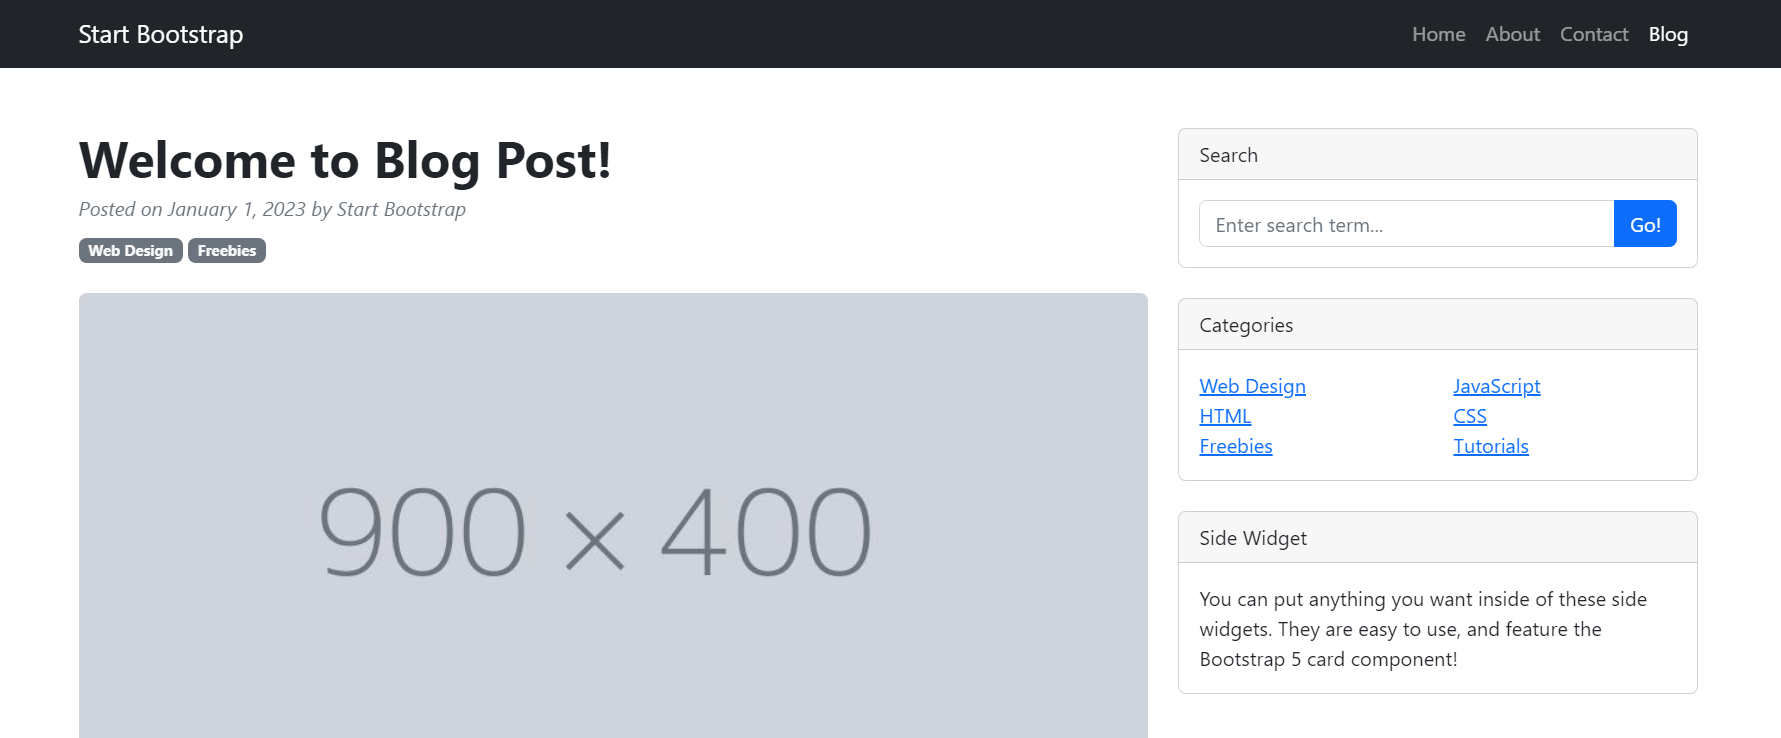 Start Bootstrap
Home About Contact Blog
Welcome to Blog Post!
Posted on January 1, 2023 by Start Bootstrap
Web Design Freebies
900 × 400
Search
Enter search term... Go!
Categories
Web Design JavaScript
HTML CSS
Freebies Tutorials
Side Widget
You can put anything you want inside of these side
widgets. They are easy to use, and feature the
Bootstrap 5 card component!